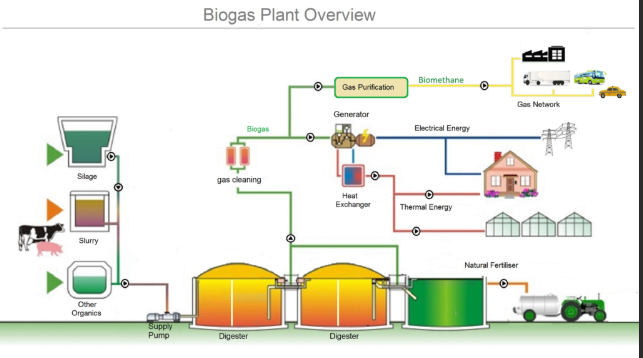 Biogas Plant Overview
Gas Purification
Biomethane
Gas Network
Generator
Biogas
Electrical Energy
gas cleaning
Silage
Heat
Exchanger
Thermal Energy
Slurry
Natural Fertiliser
Other
Organics
Supply
Pump
Digester
Digester